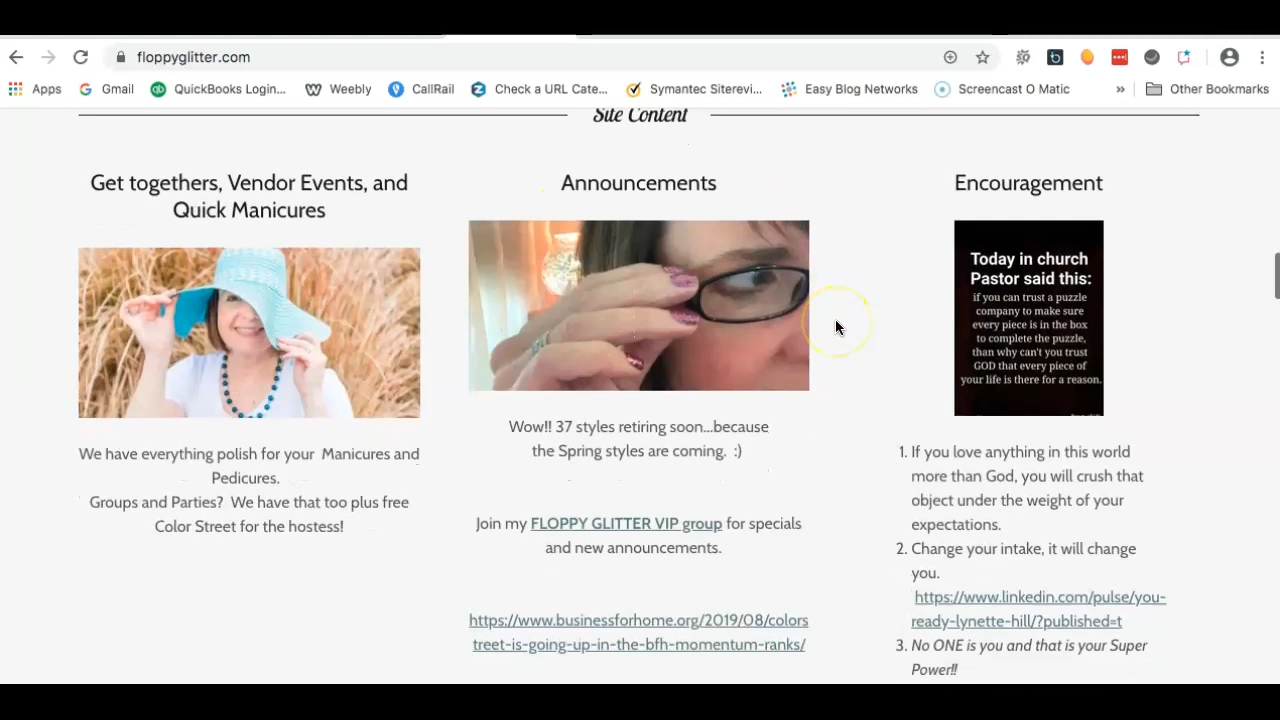 floppyglitter.com
Apps
Gmail
QuickBooks Login...
Weebly
CallRail
Check a URL Cate...
Symantec Siterevi...
Easy Blog Networks
Screencast O Matic
»
Other Bookmarks
Site Content
Get togethers, Vendor Events, and
Quick Manicures
We have everything polish for your Manicures and
Pedicures.
Groups and Parties? We have that too plus free
Color Street for the hostess!
Announcements
Wow!! 37 styles retiring soon...because
the Spring styles are coming. :)
Join my FLOPPY GLITTER VIP group for specials
and new announcements.
https://www.businessforhome.org/2019/08/colors
treet-is-going-up-in-the-bfh-momentum-ranks/
Encouragement
Today in church
Pastor said this:
if you can trust a puzzle
company to make sure
every piece is in the box
to complete the puzzle,
than why can't you trust
GOD that every piece of
your life is there for a reason.
1. If you love anything in this world
more than God, you will crush that
object under the weight of your
expectations.
2. Change your intake, it will change
you.
https://www.linkedin.com/pulse/you-
ready-lynette-hill/?published=t
3. No ONE is you and that is your Super
Power!!